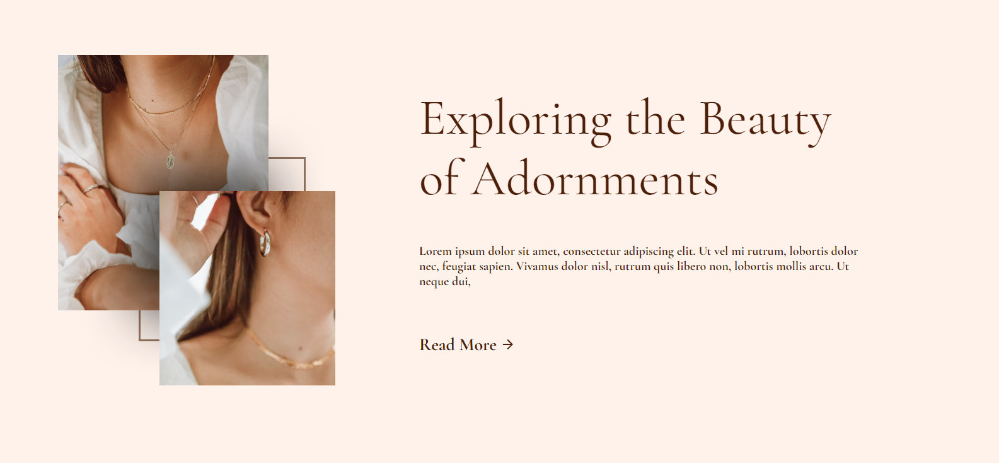 Exploring the Beauty
of Adornments
Lorem ipsum dolor sit amet, consectetur adipiscing elit. Ut vel mi rutrum, lobortis dolor
nec, feugiat sapien. Vivamus dolor nisl, rutrum quis libero non, lobortis mollis arcu. Ut
neque dui,
Read More →